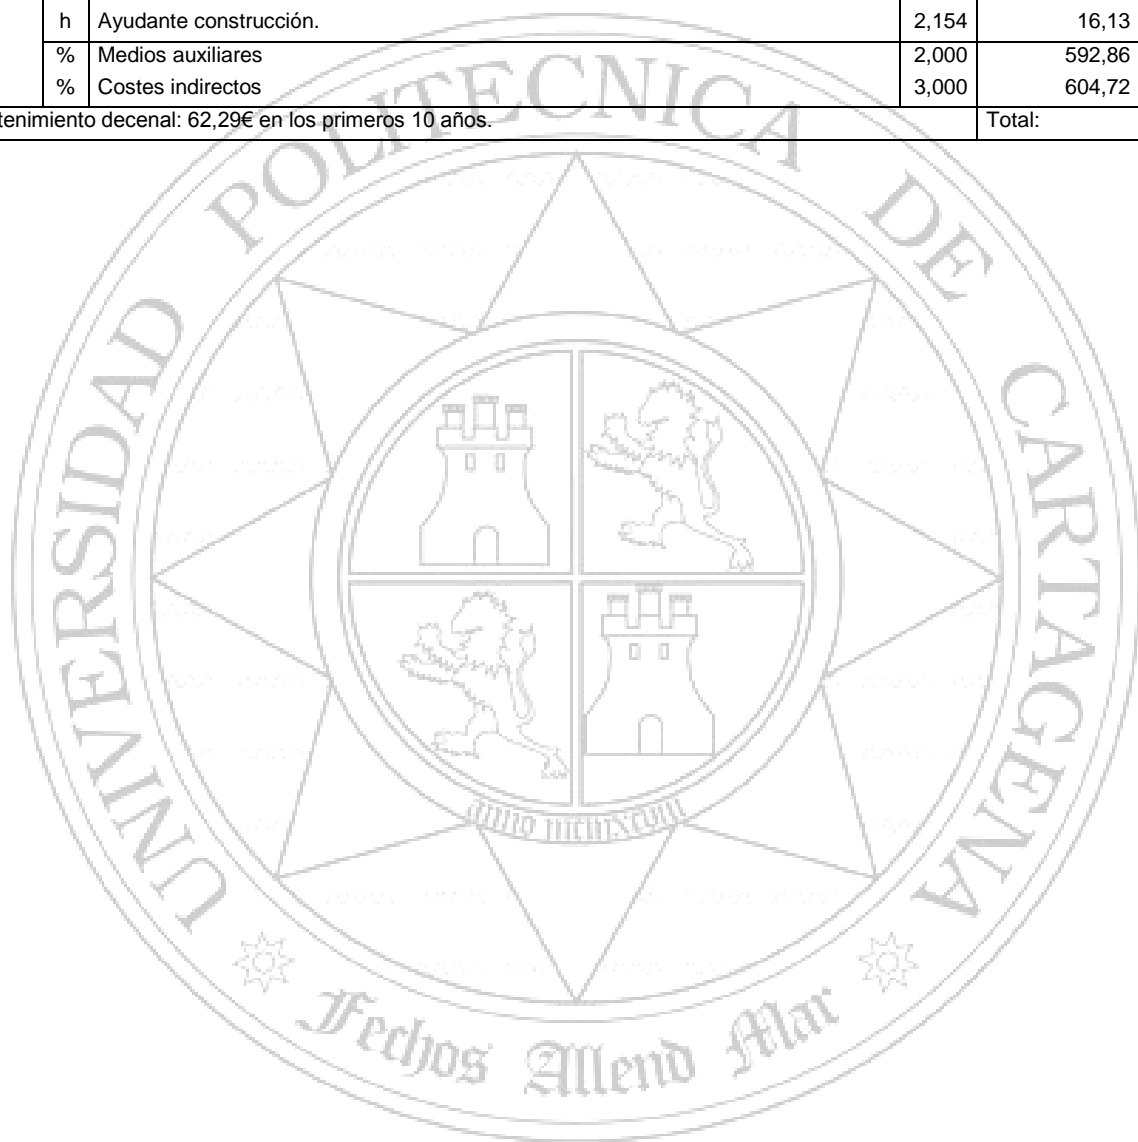 h Ayudante construcción. 2,154 16,13
% Medios auxiliares 2,000 592,86
% Costes indirectos 3,000 604,72
tenimiento decenal: 62,29€ en los primeros 10 años. Total:
UNIVERSIDAD POLITECNICA DE CARTAGENA
Fechos Allend Mar